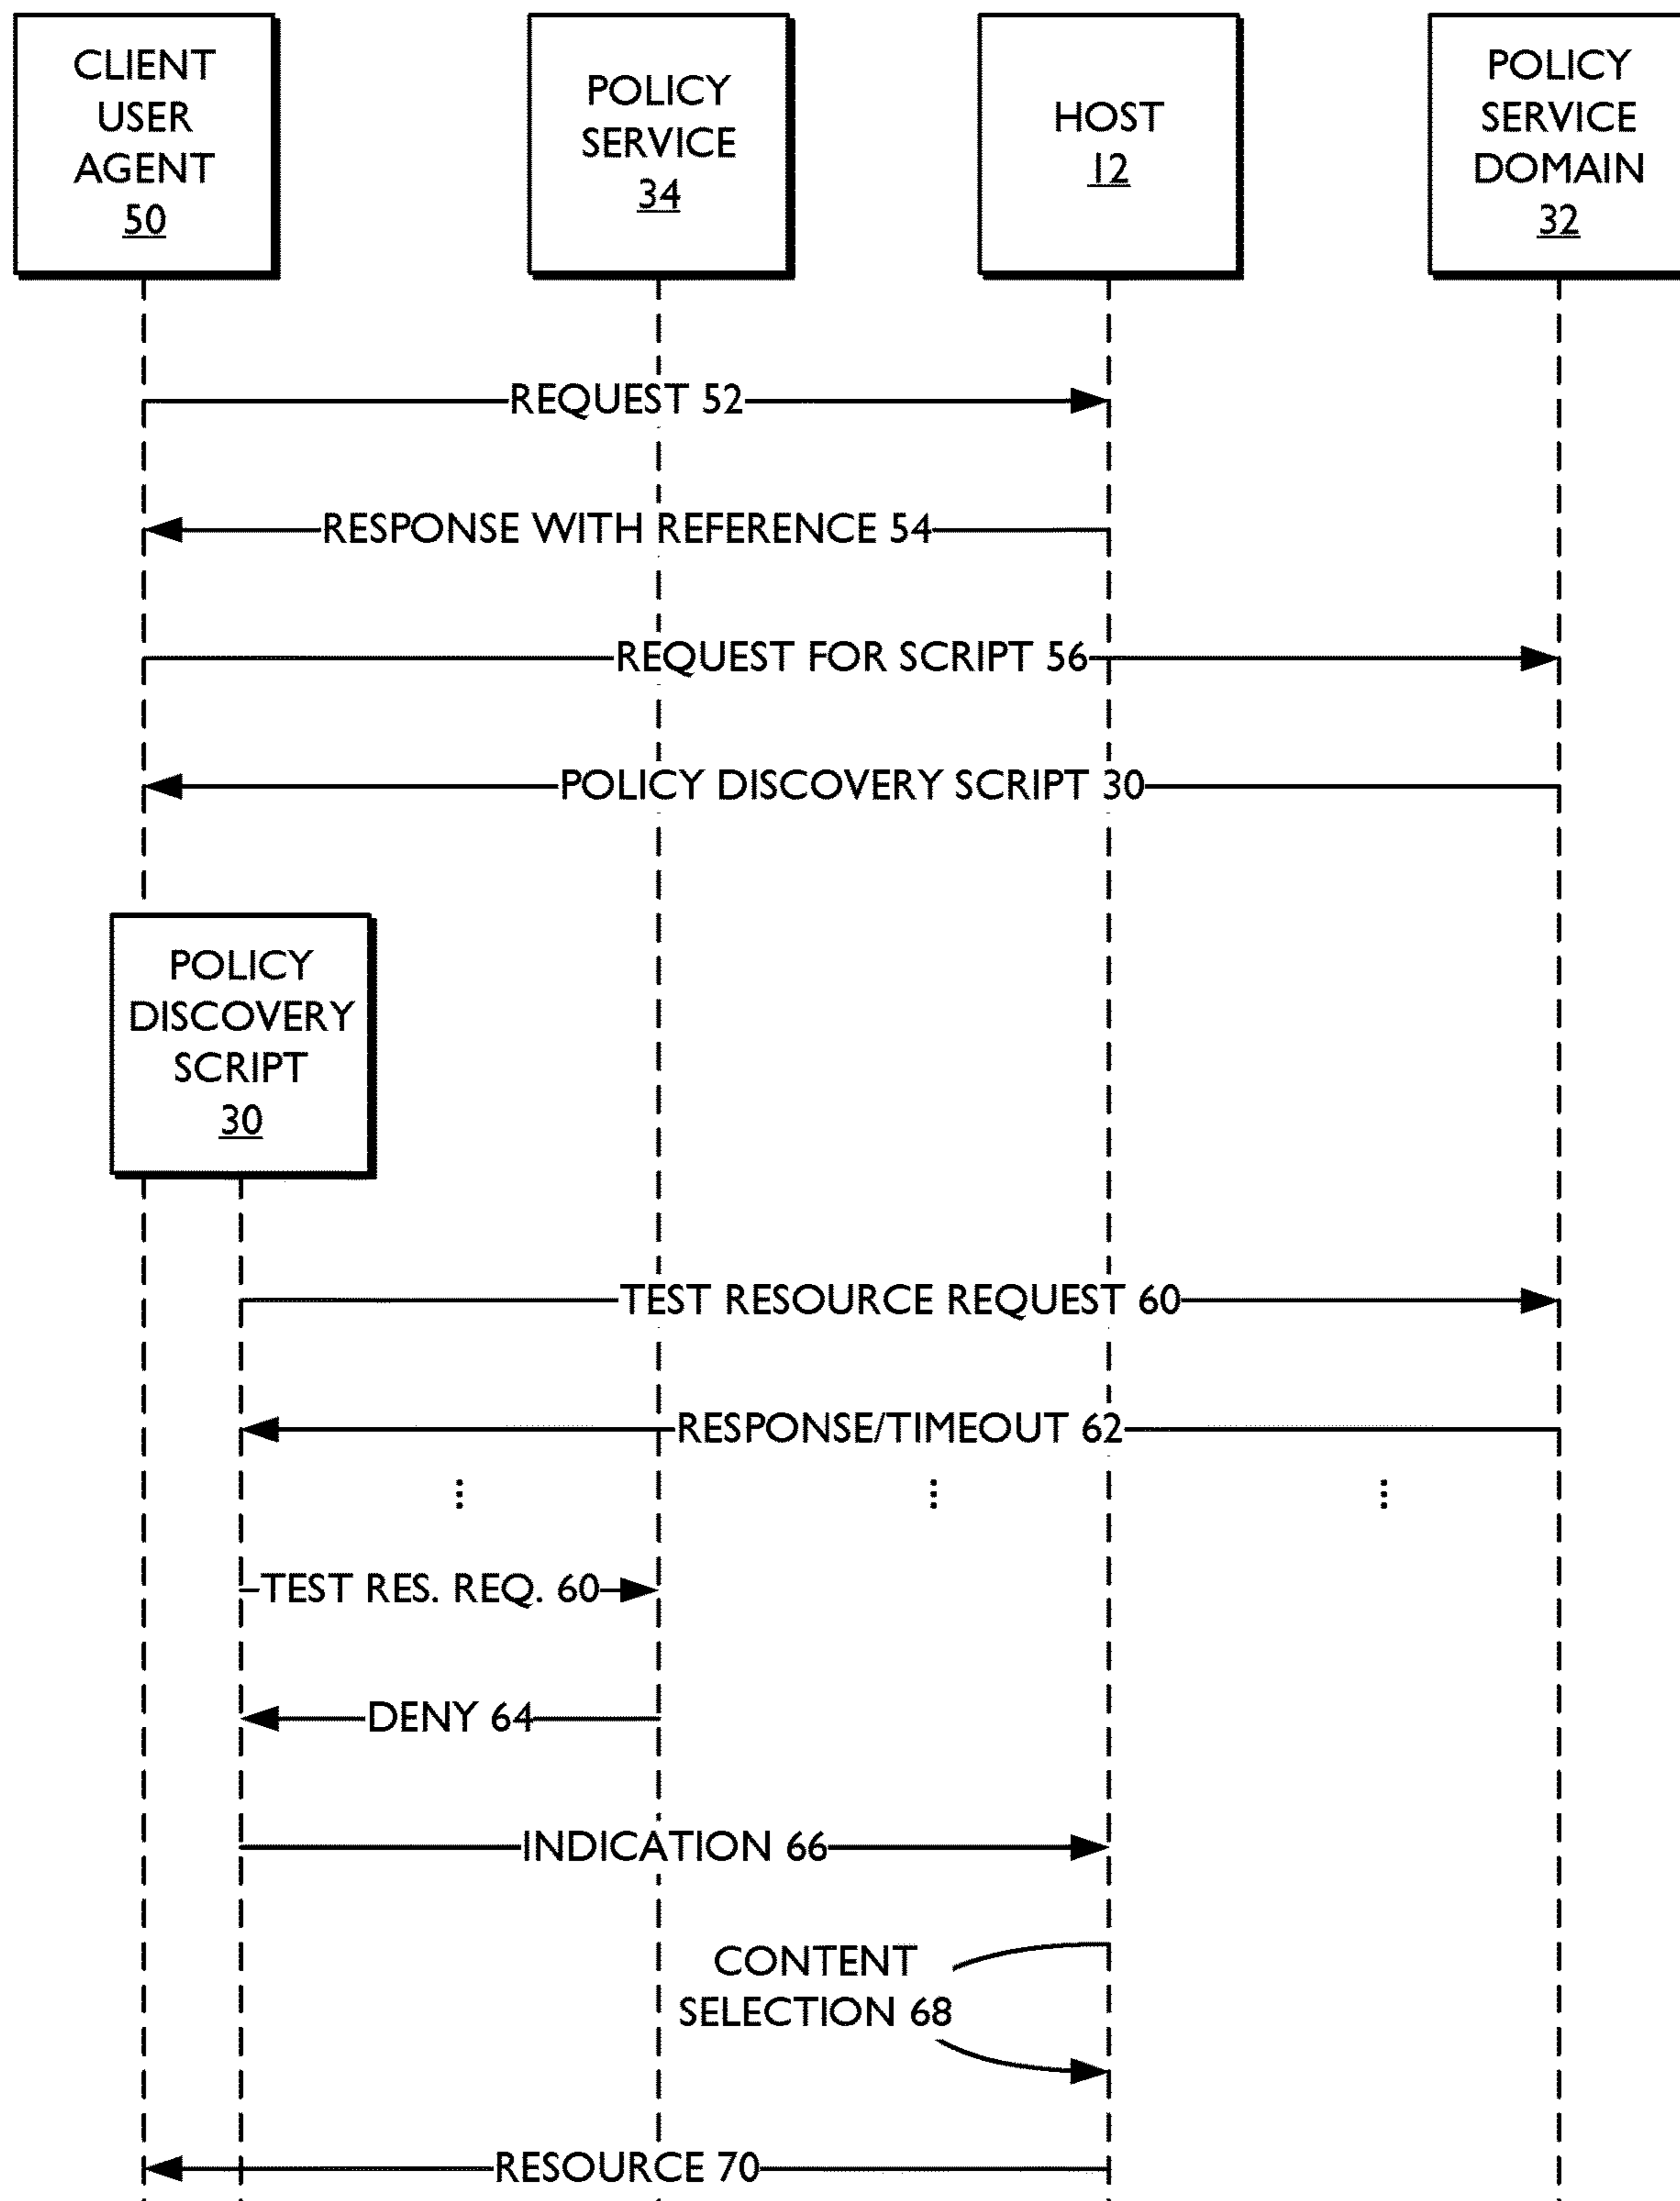 CLIENT
USER
AGENT
50
POLICY
SERVICE
34
HOST
12
POLICY
SERVICE
DOMAIN
32
REQUEST 52
RESPONSE WITH REFERENCE 54
REQUEST FOR SCRIPT 56
POLICY DISCOVERY SCRIPT 30
POLICY
DISCOVERY
SCRIPT
30
TEST RESOURCE REQUEST 60
RESPONSE/TIMEOUT 62
TEST RES. REQ. 60
DENY 64
INDICATION 66
CONTENT
SELECTION 68
RESOURCE 70